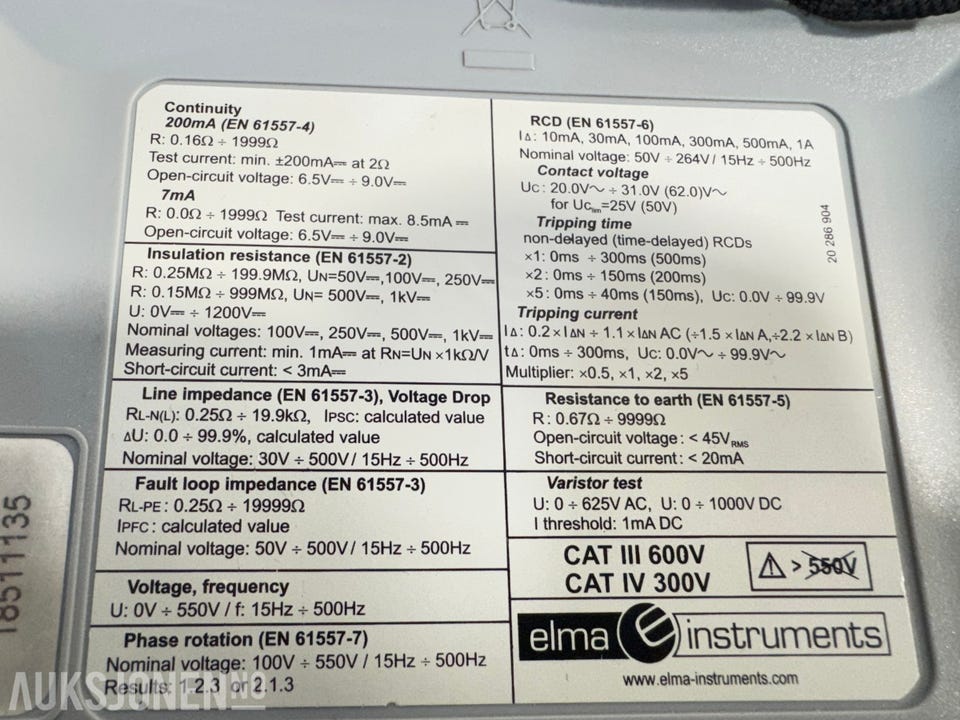 Continuity
200mA (EN 61557-4)
R: 0.16Ω ÷ 1999Ω
Test current: min. ±200mA⎓ at 2Ω
Open-circuit voltage: 6.5V⎓ ÷ 9.0V⎓
7mA
R: 0.0Ω ÷ 1999Ω Test current: max. 8.5mA ⎓
Open-circuit voltage: 6.5V⎓ ÷ 9.0V⎓
Insulation resistance (EN 61557-2)
R: 0.25MΩ ÷ 199.9MΩ, UN=50V⎓,100V⎓, 250V⎓
R: 0.15MΩ ÷ 999MΩ, UN= 500V⎓, 1kV⎓
U: 0V⎓ ÷ 1200V⎓
Nominal voltages: 100V⎓, 250V⎓, 500V⎓, 1kV⎓
Measuring current: min. 1mA⎓ at RN=UN ×1kΩ/V
Short-circuit current: < 3mA⎓
Line impedance (EN 61557-3), Voltage Drop
RL-N(L): 0.25Ω ÷ 19.9kΩ, IPSC: calculated value
ΔU: 0.0 ÷ 99.9%, calculated value
Nominal voltage: 30V ÷ 500V / 15Hz ÷ 500Hz
Fault loop impedance (EN 61557-3)
RL-PE: 0.25Ω ÷ 19999Ω
IPFC: calculated value
Nominal voltage: 50V ÷ 500V / 15Hz ÷ 500Hz
Voltage, frequency
U: 0V ÷ 550V / f: 15Hz ÷ 500Hz
Phase rotation (EN 61557-7)
Nominal voltage: 100V ÷ 550V / 15Hz ÷ 500Hz
Results: 1.2.3 or 2.1.3
RCD (EN 61557-6)
IΔ: 10mA, 30mA, 100mA, 300mA, 500mA, 1A
Nominal voltage: 50V ÷ 264V / 15Hz ÷ 500Hz
Contact voltage
UC: 20.0V~ ÷ 31.0V (62.0)V~
for UClim=25V (50V)
Tripping time
non-delayed (time-delayed) RCDs
×1: 0ms ÷ 300ms (500ms)
×2: 0ms ÷ 150ms (200ms)
×5: 0ms ÷ 40ms (150ms), UC: 0.0V ÷ 99.9V
Tripping current
IΔ: 0.2 × IΔN ÷ 1.1 × IΔN AC (÷1.5 × IΔN A,÷2.2 × IΔN B)
tΔ: 0ms ÷ 300ms, UC: 0.0V~ ÷ 99.9V~
Multiplier: ×0.5, ×1, ×2, ×5
Resistance to earth (EN 61557-5)
R: 0.67Ω ÷ 9999Ω
Open-circuit voltage: < 45VRMS
Short-circuit current: < 20mA
Varistor test
U: 0 ÷ 625V AC, U: 0 ÷ 1000V DC
I threshold: 1mA DC
CAT III 600V
CAT IV 300V
> 550V
elma instruments
www.elma-instruments.com
20 286 904
18511135